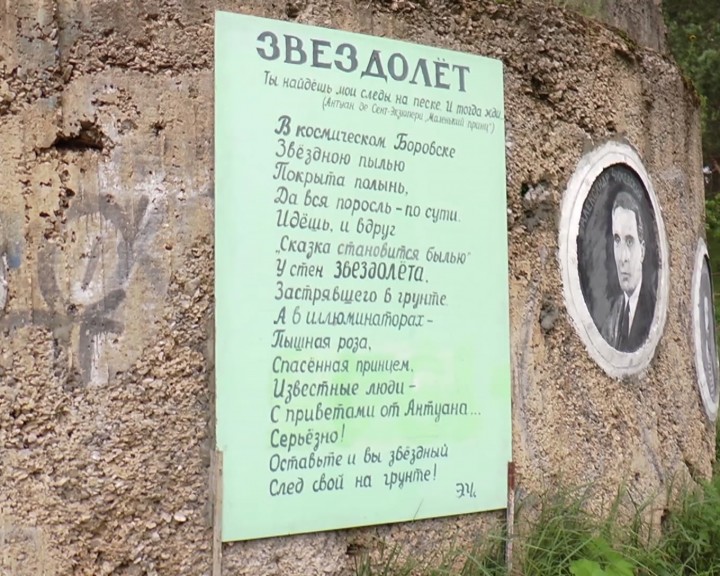 ЗВЕЗДОЛЁТ
Ты найдёшь мои следы на песке. И тогда жди.
(Антуан де Сент-Экзюпери „Маленький принц")
В космическом Боровске
Звёздною пылью
Покрыта полынь,
Да вся поросль – по сути.
Идёшь, и вдруг
„Сказка становится былью"
У стен ЗВЕЗДОЛЁТА,
Застрявшего в грунте.
А в иллюминаторах –
Пышная роза,
Спасённая принцем,
Известные люди –
С приветами от Антуана...
Серьёзно!
Оставьте и вы звёздный
След свой на грунте!
Э.Ч.